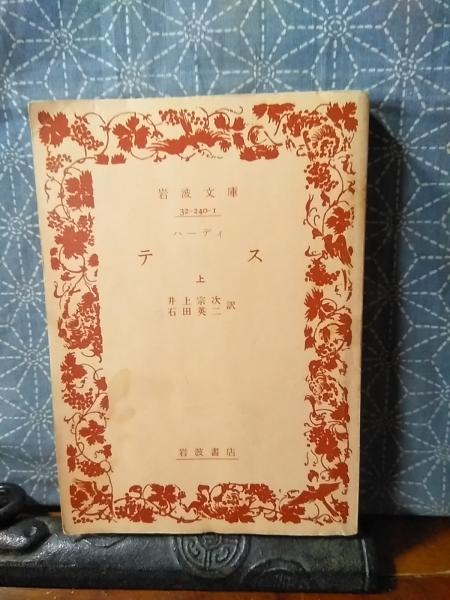 岩波文庫
32-240-1
ハーディ
テス
上
井上宗次
石田英二 訳
岩波書店